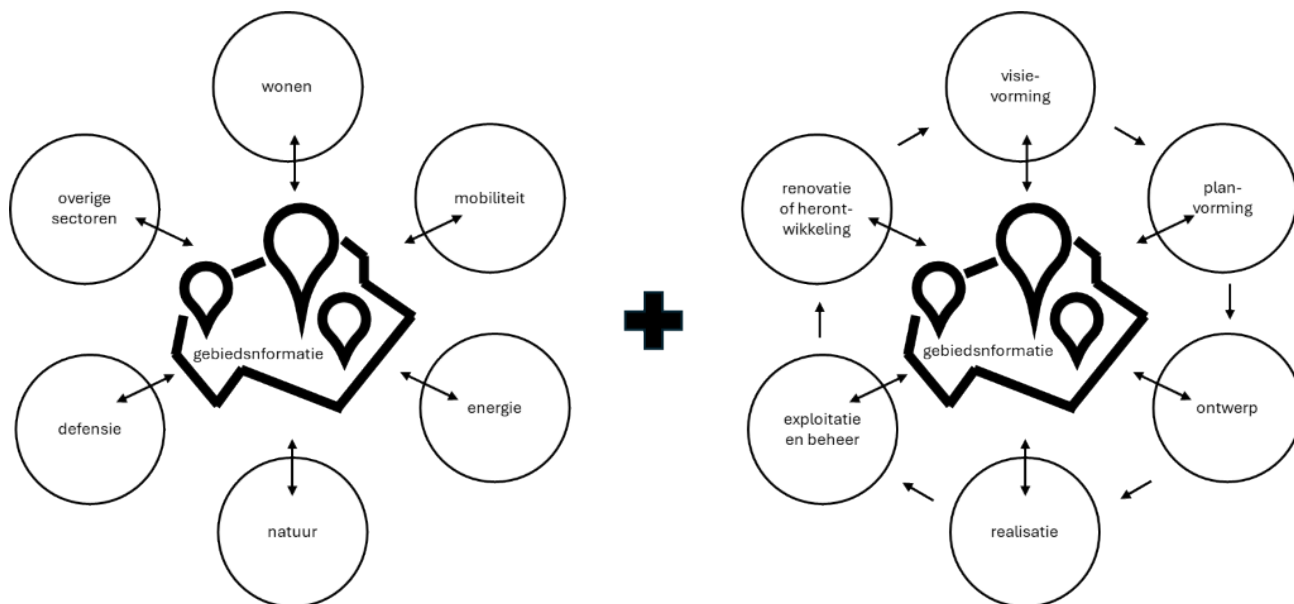 wonen
mobiliteit
energie
natuur
defensie
overige
sectoren
gebiedsnformatie
visie-
vorming
plan-
vorming
ontwerp
realisatie
exploitatie
en beheer
renovatie
of heront-
wikkeling
gebiedsnformatie